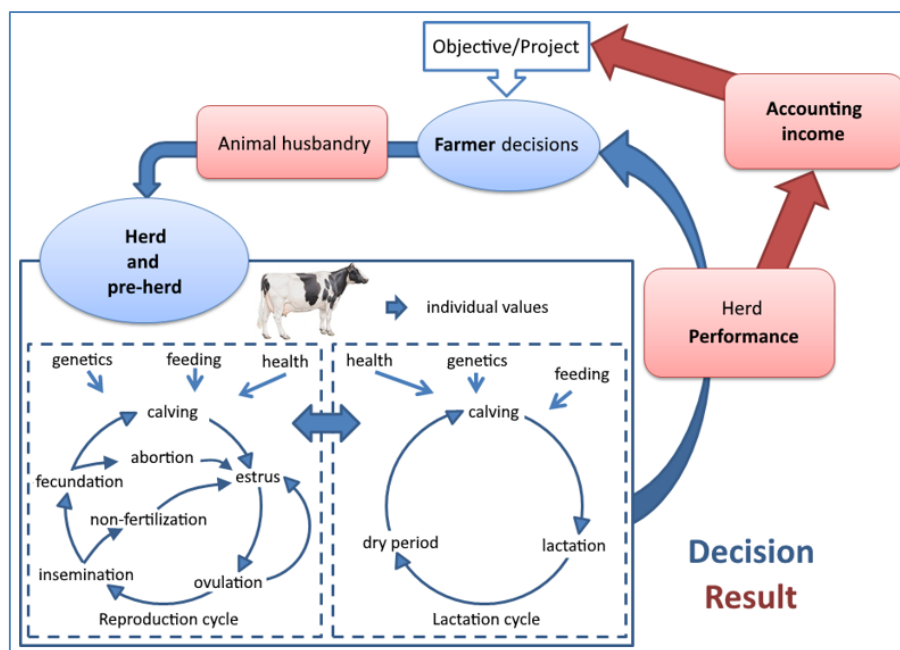 Objective/Project
Accounting
income
Animal husbandry
Farmer decisions
Herd
and
pre-herd
individual values
Herd
Performance
genetics
feeding
health
calving
abortion
fecundation
estrus
non-fertilization
insemination
ovulation
Reproduction cycle
health
genetics
feeding
calving
dry period
lactation
Lactation cycle
Decision
Result